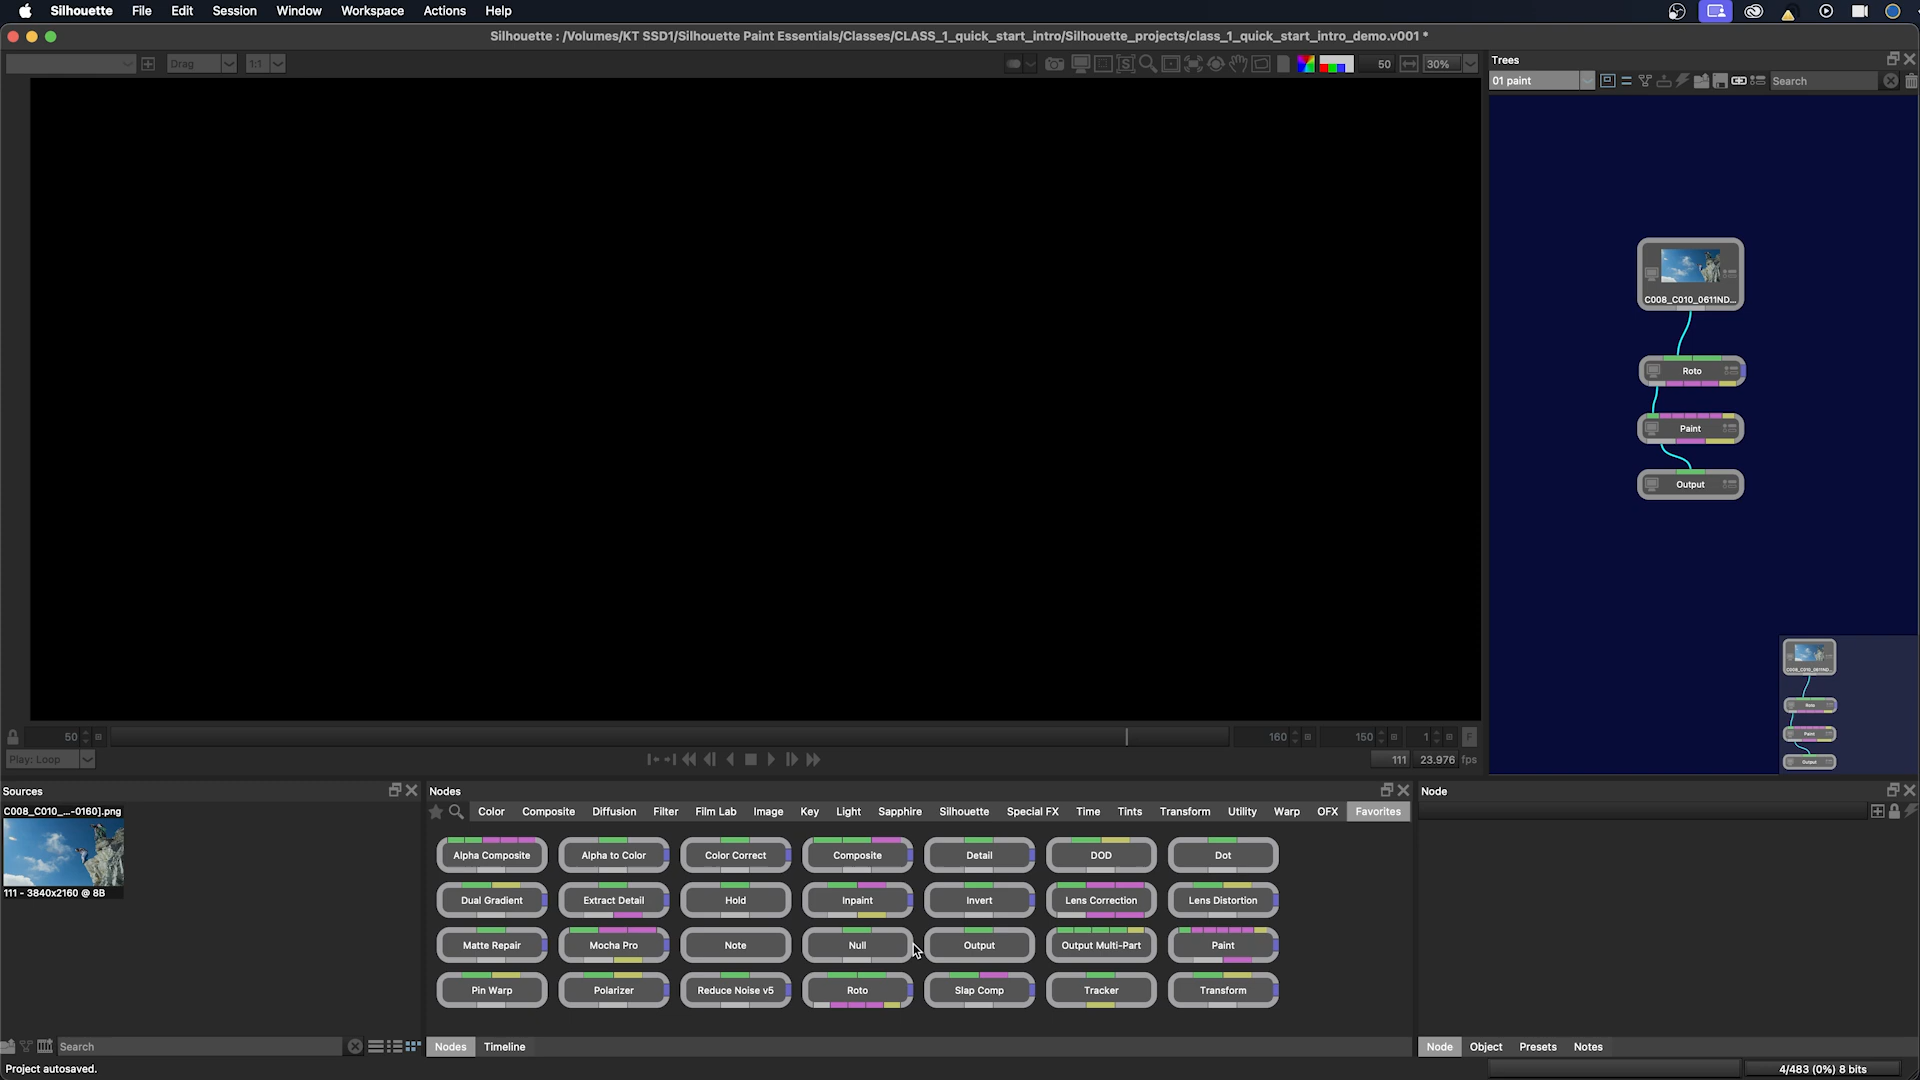 Silhouette File Edit Session Window Workspace Actions Help
Silhouette : /Volumes/KT SSD1/Silhouette Paint Essentials/Classes/CLASS_1_quick_start_intro/Silhouette_projects/class_1_quick_start_intro_demo.v001 *
Drag 1:1 50 30%
Trees
01 paint Search
C008_C010_0611ND...
Roto
Paint
Output
Roto
Paint
Output
50 160 150 1 F
Play: Loop 111 23.976 fps
Sources
C008_C010_...-0160].png
111 - 3840x2160 @ 8B
Search
Nodes
Color Composite Diffusion Filter Film Lab Image Key Light Sapphire Silhouette Special FX Time Tints Transform Utility Warp OFX Favorites
Alpha Composite Alpha to Color Color Correct Composite Detail DOD Dot
Dual Gradient Extract Detail Hold Inpaint Invert Lens Correction Lens Distortion
Matte Repair Mocha Pro Note Null Output Output Multi-Part Paint
Pin Warp Polarizer Reduce Noise v5 Roto Slap Comp Tracker Transform
Nodes Timeline
Node
Node Object Presets Notes
Project autosaved.
4/483 (0%) 8 bits